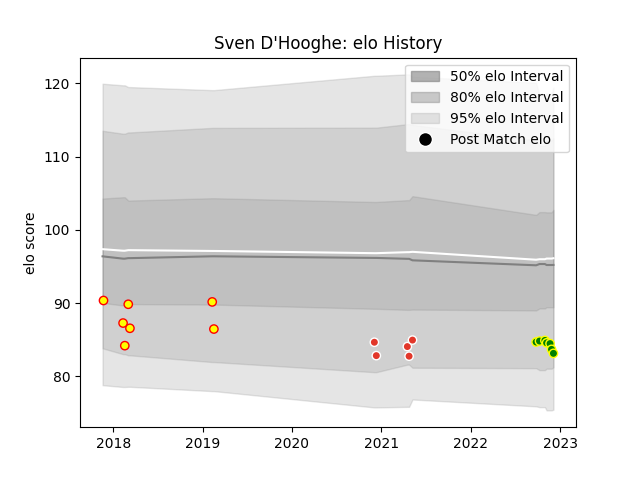 Sven D'Hooghe: elo History
50% elo Interval
80% elo Interval
95% elo Interval
Post Match elo
elo score
120
110
100
90
80
2018
2019
2020
2021
2022
2023